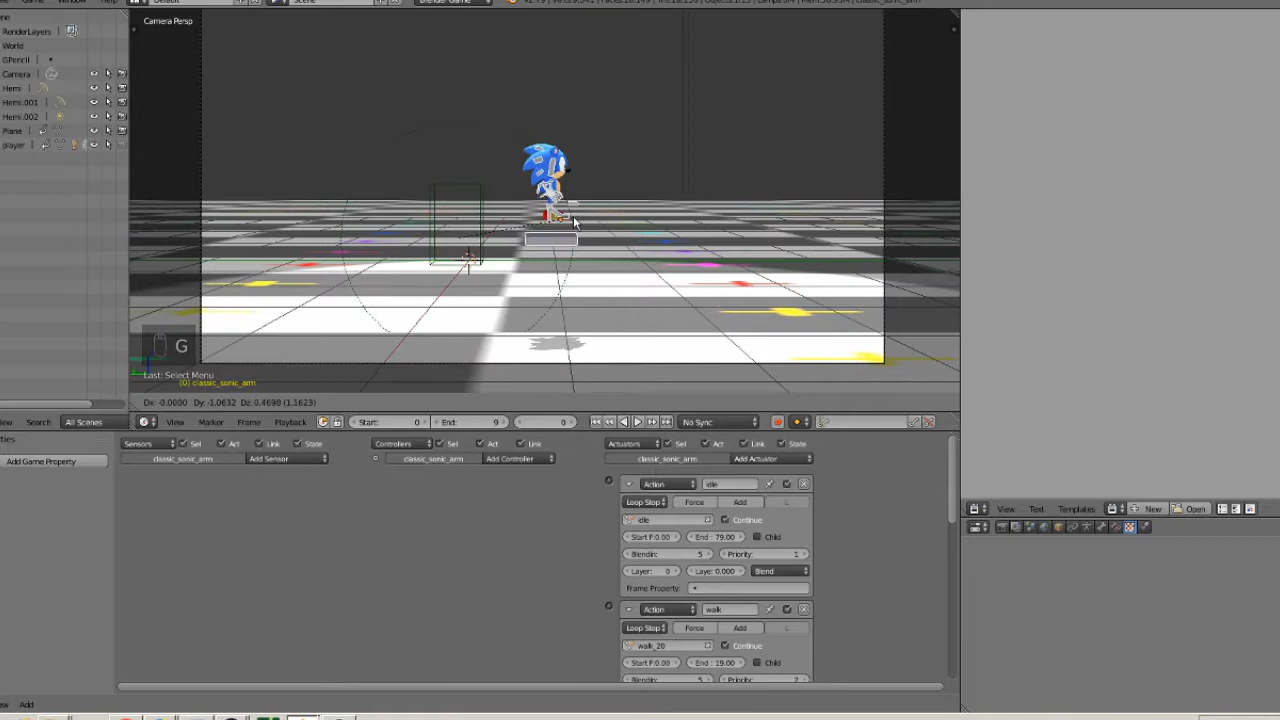 Camera Persp
RenderLayers
World
GPencil
Camera
Hemi
Hemi.001
Hemi.002
Plane
player
G
Last: Select Menu
(0) classic_sonic_arm
Dx: -0.0000 Dy: -1.0632 Dz: 0.4698 (1.1623)
Search All Scenes
View Marker Frame Playback Start: 0 End: 9 0 No Sync
Add Game Property
Sensors Sel Act Link State
classic_sonic_arm Add Sensor
Controllers Sel Act Link
classic_sonic_arm Add Controller
Actuators Sel Act Link State
classic_sonic_arm Add Actuator
Action idle
Loop Stop Force Add L
idle Continue
Start F:0.00 End : 79.00 Child
Blendin: 5 Priority: 1
Layer: 0 Laye: 0.000 Blend
Frame Property:
Action walk
Loop Stop Force Add L
walk_20 Continue
Start F:0.00 End : 19.00 Child
Blendin: 5 Priority: 2
View Text Templates New Open
Add